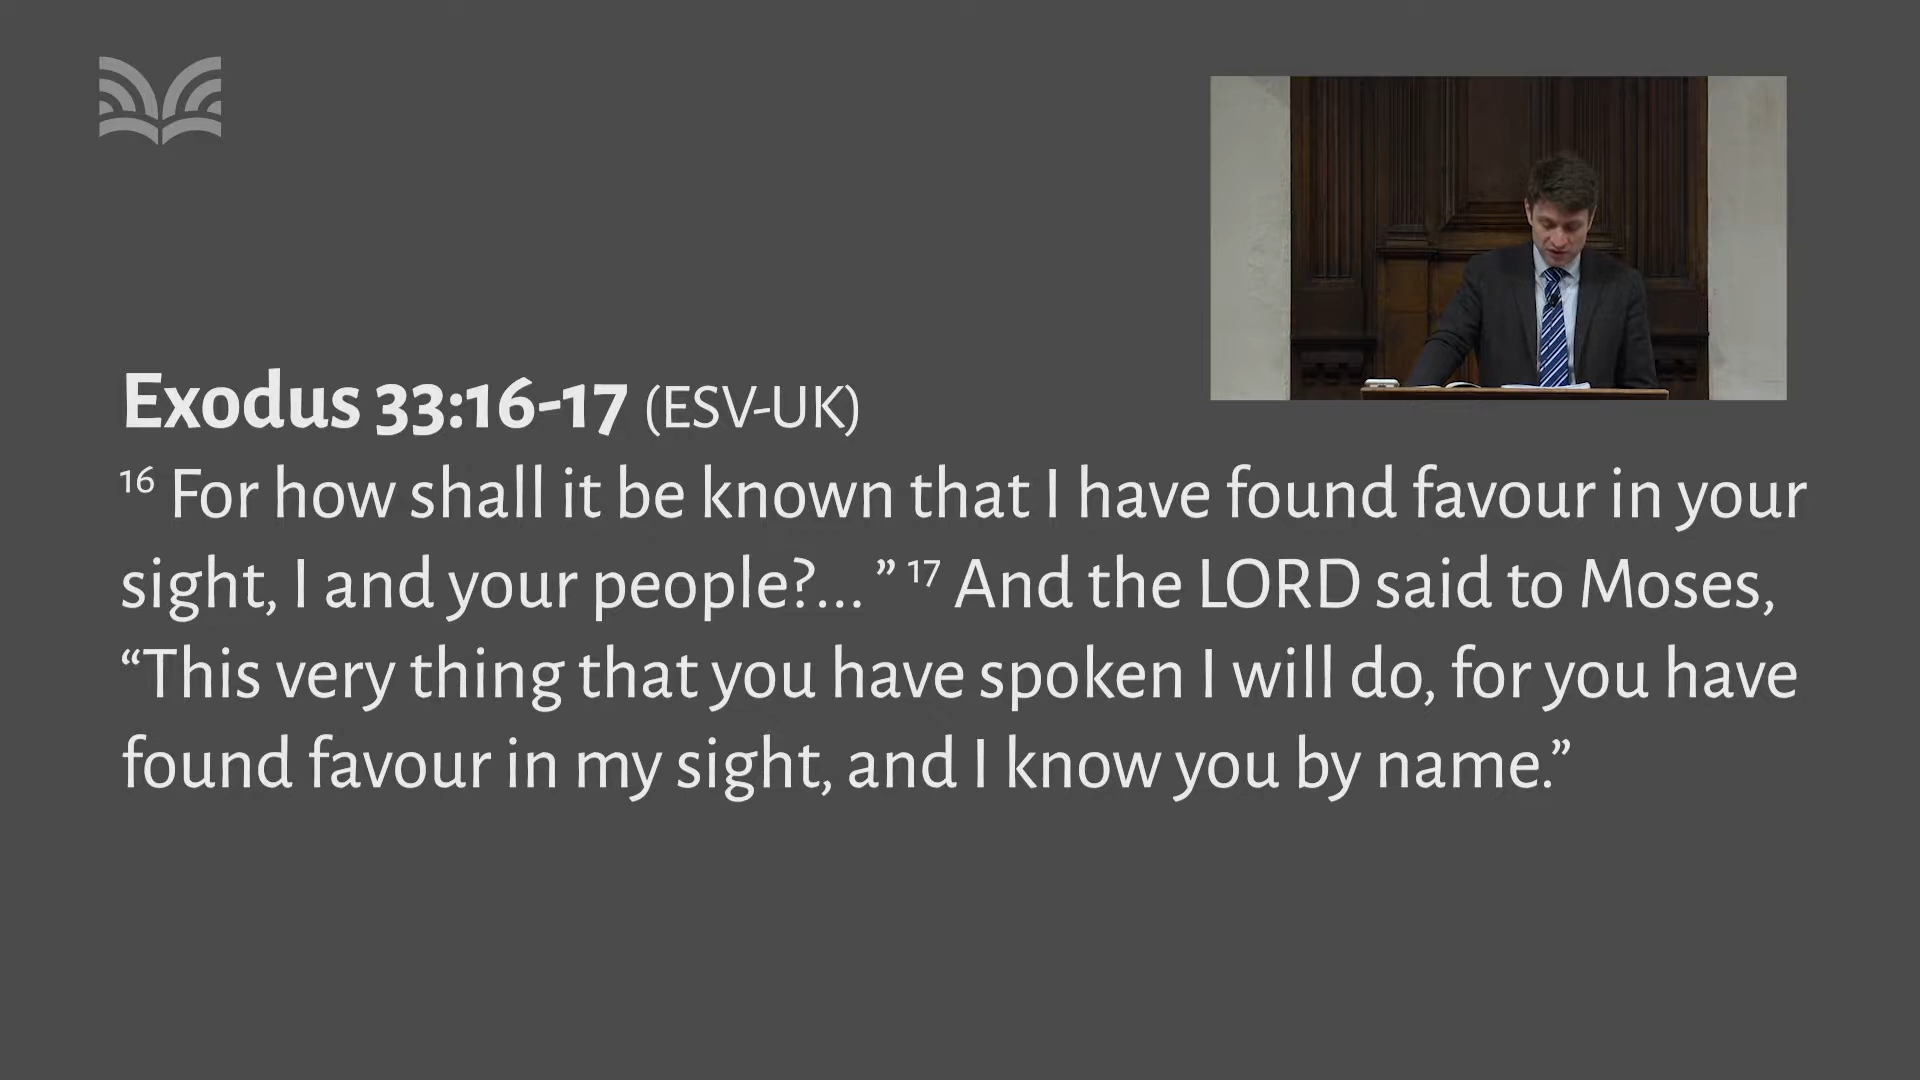 Exodus 33:16-17 (ESV-UK)
16 For how shall it be known that I have found favour in your
sight, I and your people?... ” 17 And the LORD said to Moses,
“This very thing that you have spoken I will do, for you have
found favour in my sight, and I know you by name.”